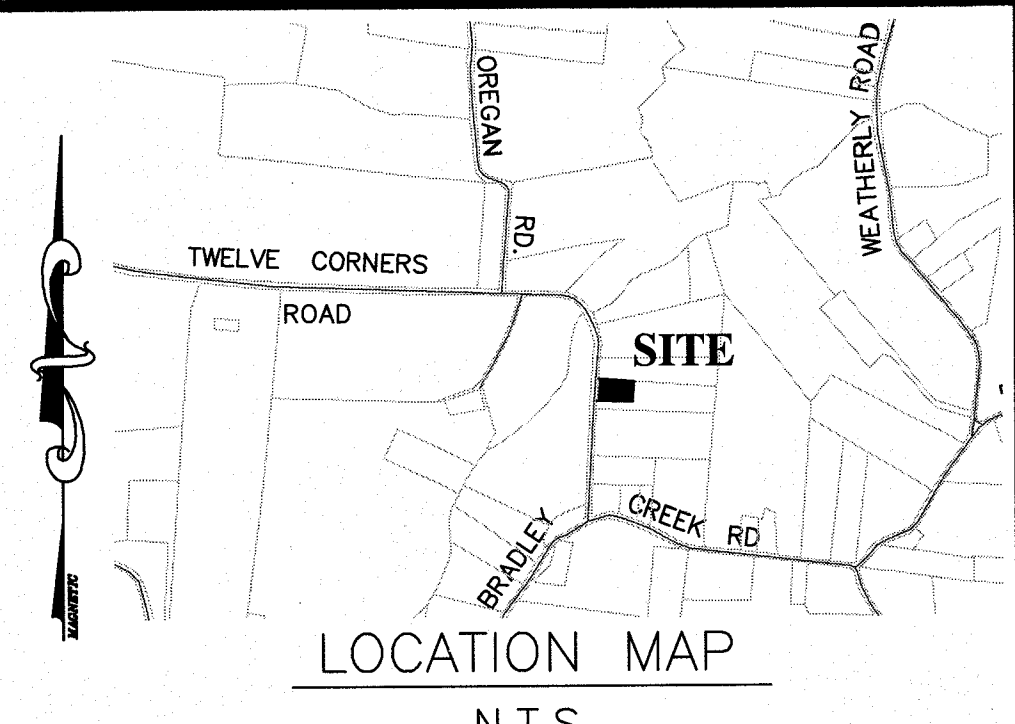 OREGAN
RD.
WEATHERLY ROAD
TWELVE CORNERS
ROAD
SITE
BRADLEY
CREEK RD
MAGNETIC
LOCATION MAP
N.T.S.